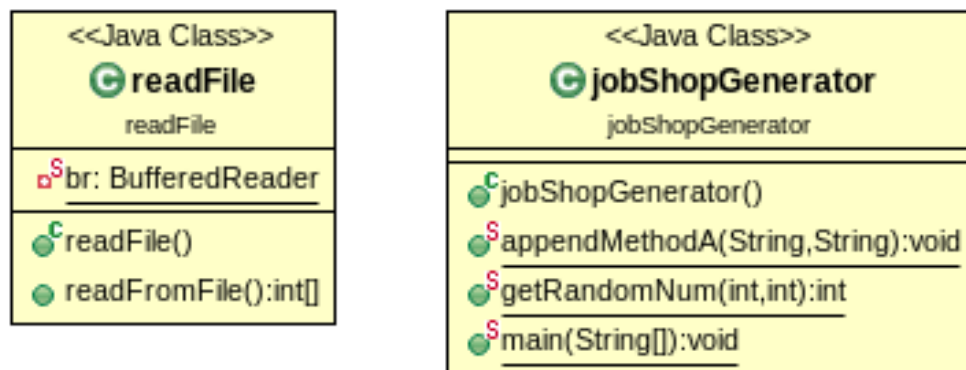 <<Java Class>>
C readFile
readFile
S br: BufferedReader
C readFile()
readFromFile():int[]
<<Java Class>>
C jobShopGenerator
jobShopGenerator
C jobShopGenerator()
S appendMethodA(String,String):void
S getRandomNum(int,int):int
S main(String[]):void